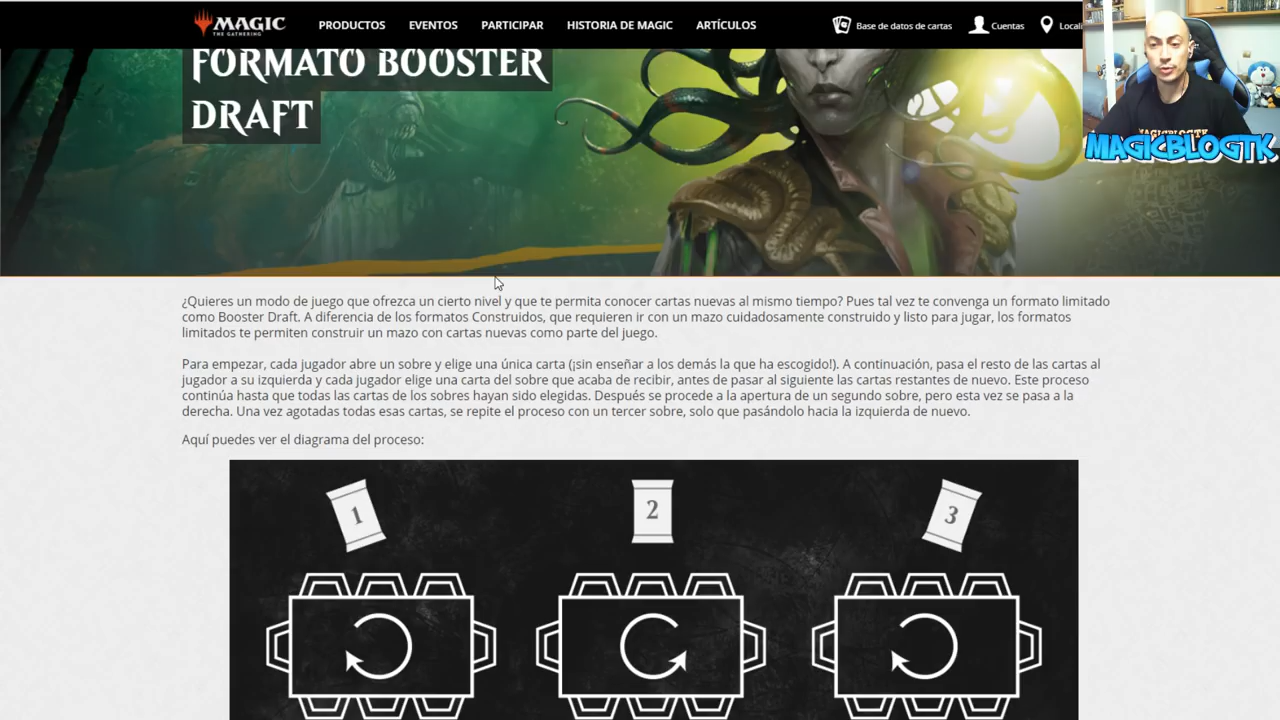 MAGIC
THE GATHERING
PRODUCTOS EVENTOS PARTICIPAR HISTORIA DE MAGIC ARTÍCULOS Base de datos de cartas Cuentas Locali
FORMATO BOOSTER
DRAFT
MAGICBLOGTK
MAGICBLOGTK
¿Quieres un modo de juego que ofrezca un cierto nivel y que te permita conocer cartas nuevas al mismo tiempo? Pues tal vez te convenga un formato limitado
como Booster Draft. A diferencia de los formatos Construidos, que requieren ir con un mazo cuidadosamente construido y listo para jugar, los formatos
limitados te permiten construir un mazo con cartas nuevas como parte del juego.
Para empezar, cada jugador abre un sobre y elige una única carta (¡sin enseñar a los demás la que ha escogido!). A continuación, pasa el resto de las cartas al
jugador a su izquierda y cada jugador elige una carta del sobre que acaba de recibir, antes de pasar al siguiente las cartas restantes de nuevo. Este proceso
continúa hasta que todas las cartas de los sobres hayan sido elegidas. Después se procede a la apertura de un segundo sobre, pero esta vez se pasa a la
derecha. Una vez agotadas todas esas cartas, se repite el proceso con un tercer sobre, solo que pasándolo hacia la izquierda de nuevo.
Aquí puedes ver el diagrama del proceso:
1 2 3